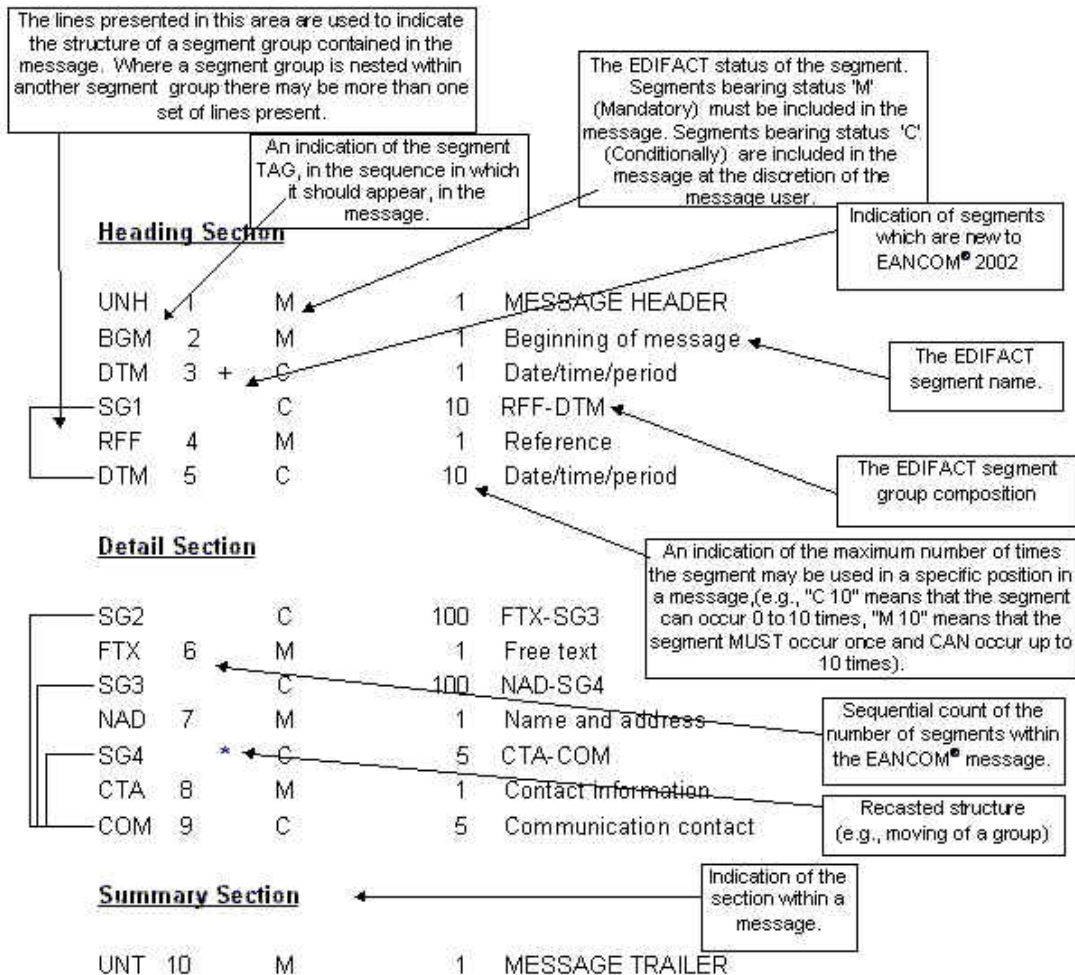 The lines presented in this area are used to indicate
the structure of a segment group contained in the
message. Where a segment group is nested within
another segment group there may be more than one
set of lines present.
The EDIFACT status of the segment.
Segments bearing status 'M'
(Mandatory) must be included in the
message. Segments bearing status 'C'
(Conditionally) are included in the
message at the discretion of the
message user.
An indication of the segment
TAG, in the sequence in which
it should appear, in the
message.
Indication of segments
which are new to
EANCOM® 2002
Heading Section
UNH 1 M 1 MESSAGE HEADER
BGM 2 M 1 Beginning of message
DTM 3 + C 1 Date/time/period
SG1 C 10 RFF-DTM
RFF 4 M 1 Reference
DTM 5 C 10 Date/time/period
The EDIFACT
segment name.
The EDIFACT segment
group composition
Detail Section
An indication of the maximum number of times
the segment may be used in a specific position in
a message,(e.g., "C 10" means that the segment
can occur 0 to 10 times, "M 10" means that the
segment MUST occur once and CAN occur up to
10 times).
SG2 C 100 FTX-SG3
FTX 6 M 1 Free text
SG3 C 100 NAD-SG4
NAD 7 M 1 Name and address
SG4 * C 5 CTA-COM
CTA 8 M 1 Contact Information
COM 9 C 5 Communication contact
Sequential count of the
number of segments within
the EANCOM® message.
Recasted structure
(e.g., moving of a group)
Summary Section
Indication of the
section within a
message.
UNT 10 M 1 MESSAGE TRAILER